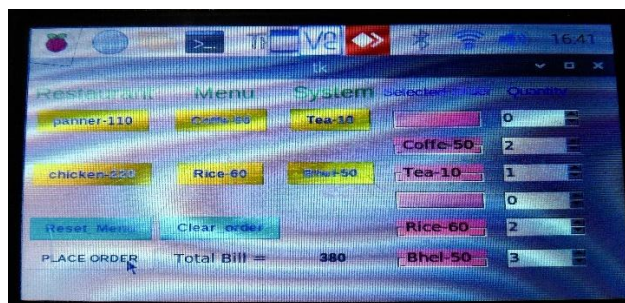 16:41
tk
Restaurant Menu System Selected Order Quantity
panner-110 Coffe-50 Tea-10 0
Coffe-50 2
chicken-220 Rice-60 Bhel-50 Tea-10 1
0
Reset Menu Clear order Rice-60 2
PLACE ORDER Total Bill = 380 Bhel-50 3